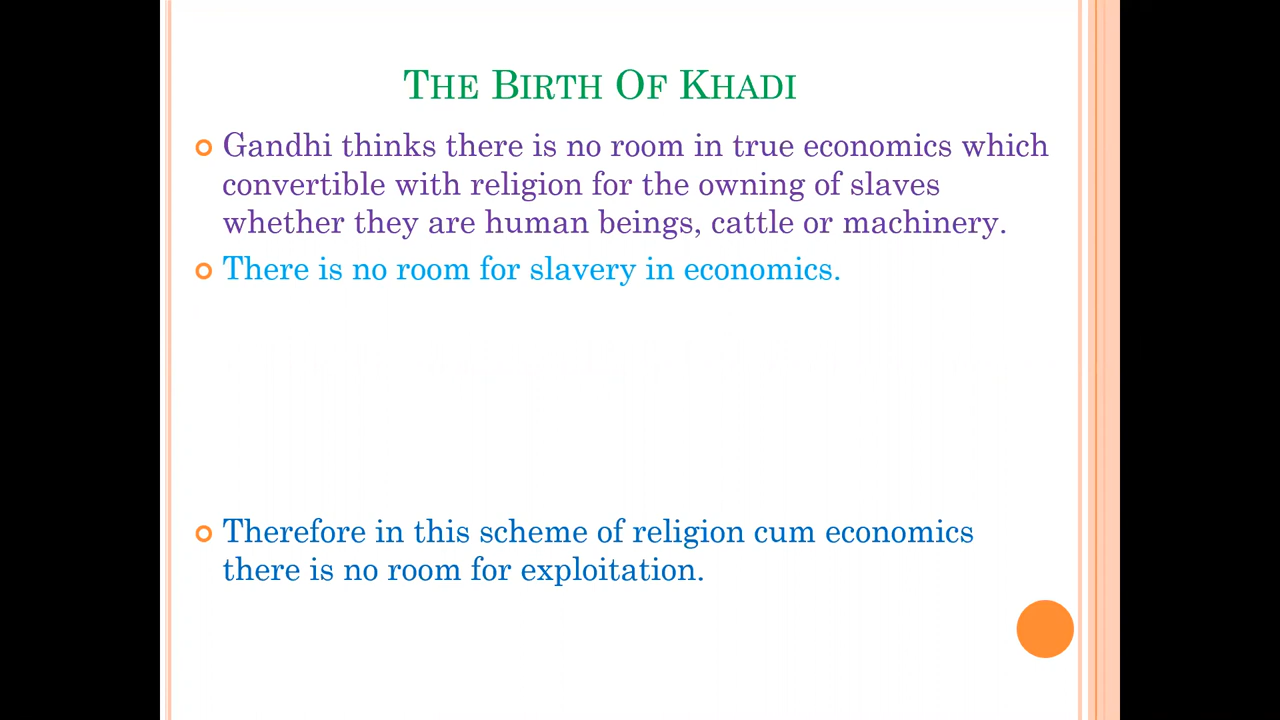 The Birth Of Khadi
Gandhi thinks there is no room in true economics which
convertible with religion for the owning of slaves
whether they are human beings, cattle or machinery.
There is no room for slavery in economics.
Therefore in this scheme of religion cum economics
there is no room for exploitation.